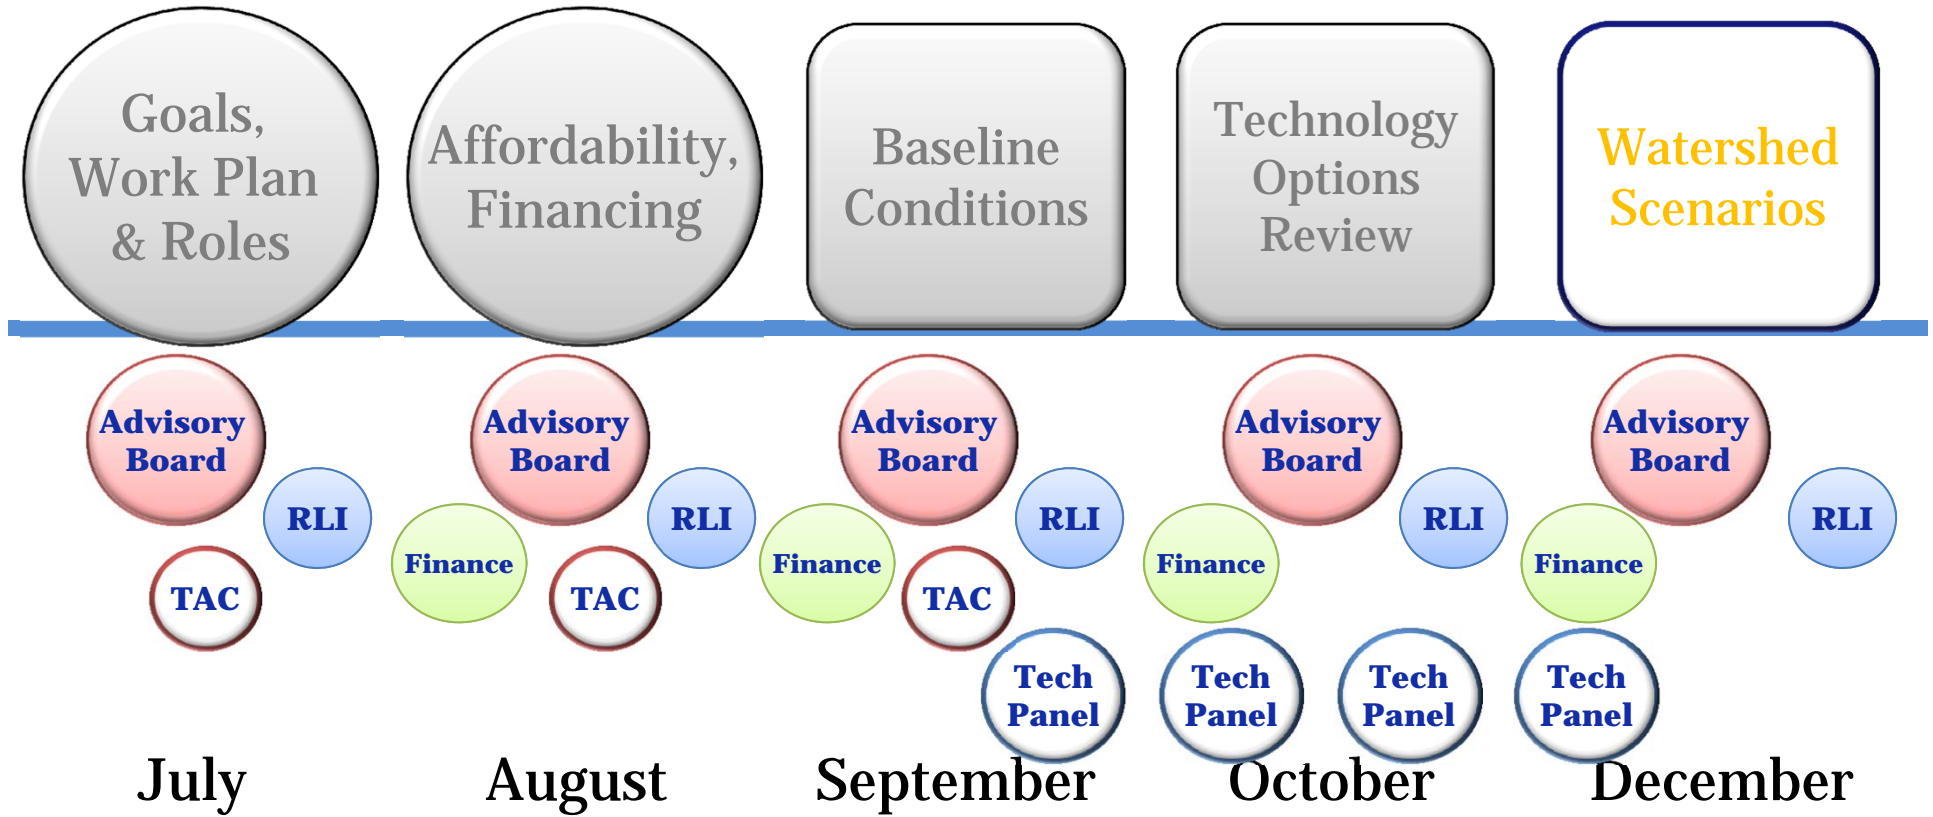 Goals,
Work Plan
& Roles
Affordability,
Financing
Baseline
Conditions
Technology
Options
Review
Watershed
Scenarios
Advisory
Board
RLI
TAC
Advisory
Board
RLI
Finance
TAC
Advisory
Board
RLI
Finance
TAC
Tech
Panel
Advisory
Board
RLI
Finance
Tech
Panel
Tech
Panel
Advisory
Board
RLI
Finance
Tech
Panel
July
August
September
October
December